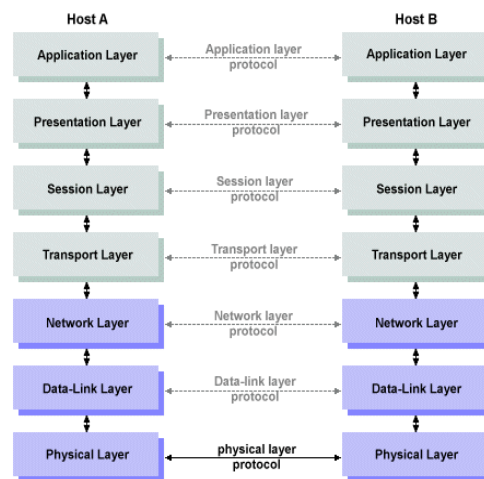 Host A
Host B
Application Layer
Application layer
protocol
Application Layer
Presentation Layer
Presentation layer
protocol
Presentation Layer
Session Layer
Session layer
protocol
Session Layer
Transport Layer
Transport layer
protocol
Transport Layer
Network Layer
Network layer
protocol
Network Layer
Data-Link Layer
Data-link layer
protocol
Data-Link Layer
Physical Layer
physical layer
protocol
Physical Layer